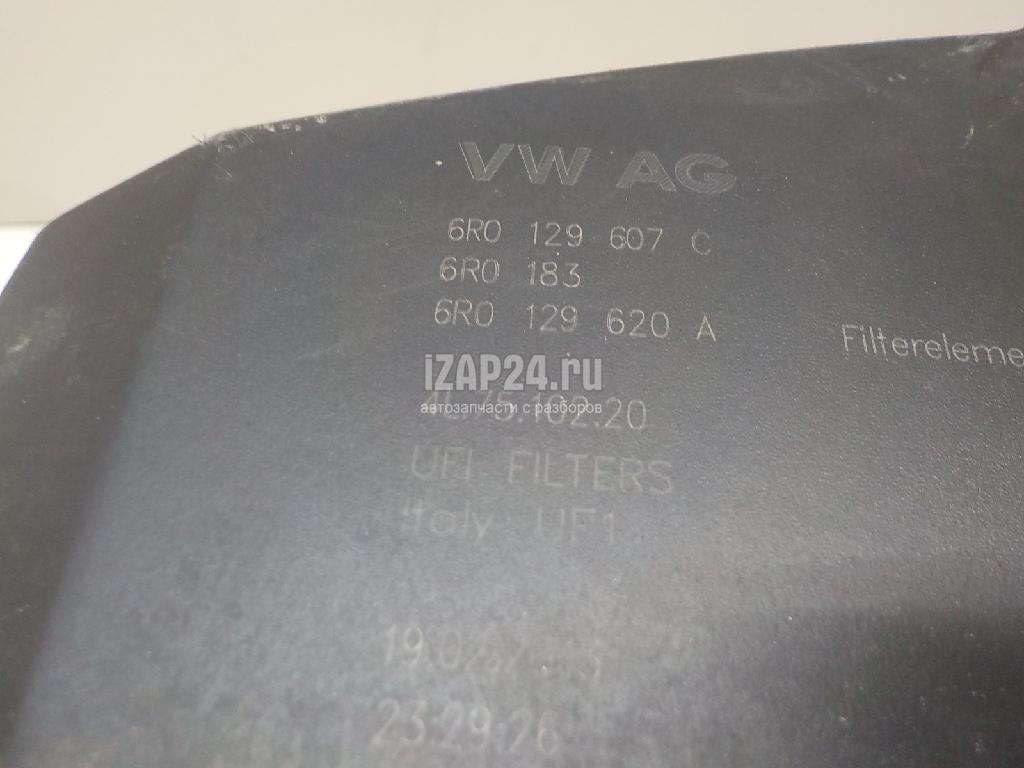 VW AG
6R0 129 607 C
6R0 183
6R0 129 620 A
Filtereleme
iZAP24.ru
автозапчасти с разборов
UFI FILTERS
Italy UF1
23:29:26